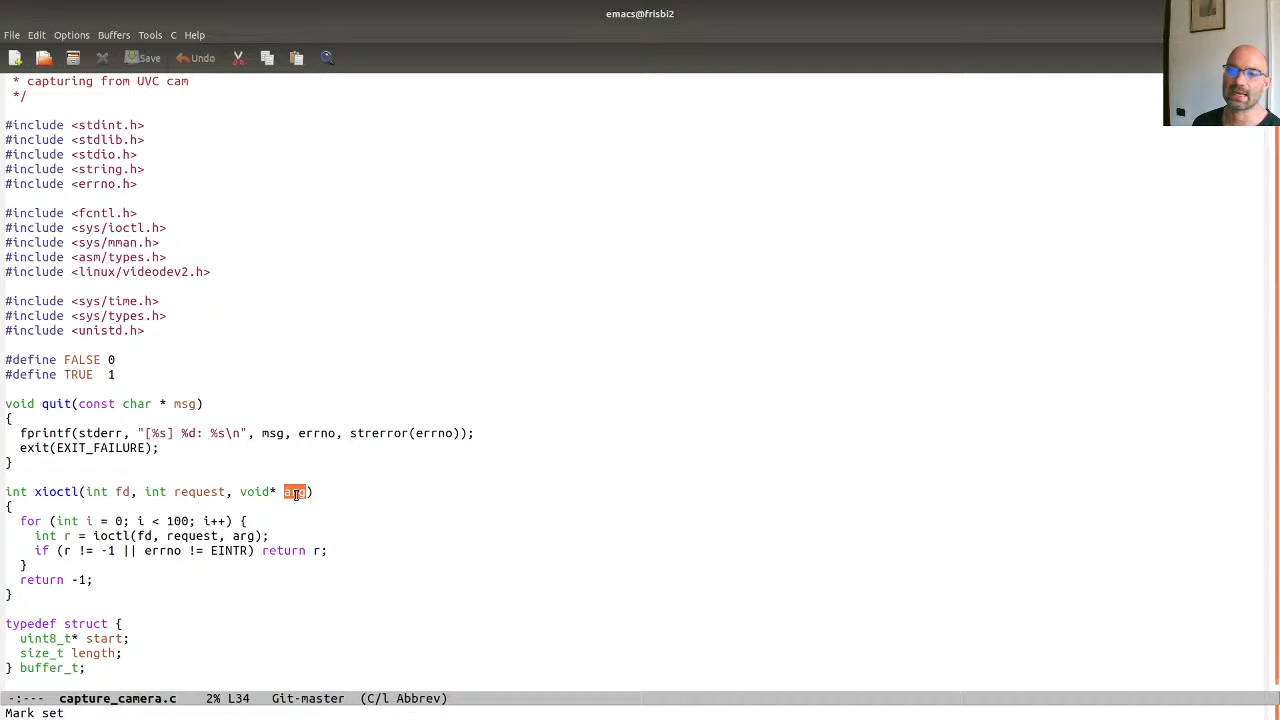 emacs@frisbi2
File Edit Options Buffers Tools C Help
Save Undo
* capturing from UVC cam
*/
#include <stdint.h>
#include <stdlib.h>
#include <stdio.h>
#include <string.h>
#include <errno.h>
#include <fcntl.h>
#include <sys/ioctl.h>
#include <sys/mman.h>
#include <asm/types.h>
#include <linux/videodev2.h>
#include <sys/time.h>
#include <sys/types.h>
#include <unistd.h>
#define FALSE 0
#define TRUE  1
void quit(const char * msg)
{
  fprintf(stderr, "[%s] %d: %s\n", msg, errno, strerror(errno));
  exit(EXIT_FAILURE);
}
int xioctl(int fd, int request, void* arg)
{
  for (int i = 0; i < 100; i++) {
    int r = ioctl(fd, request, arg);
    if (r != -1 || errno != EINTR) return r;
  }
  return -1;
}
typedef struct {
  uint8_t* start;
  size_t length;
} buffer_t;
-:---  capture_camera.c    2% L34   Git-master  (C/l Abbrev)
Mark set